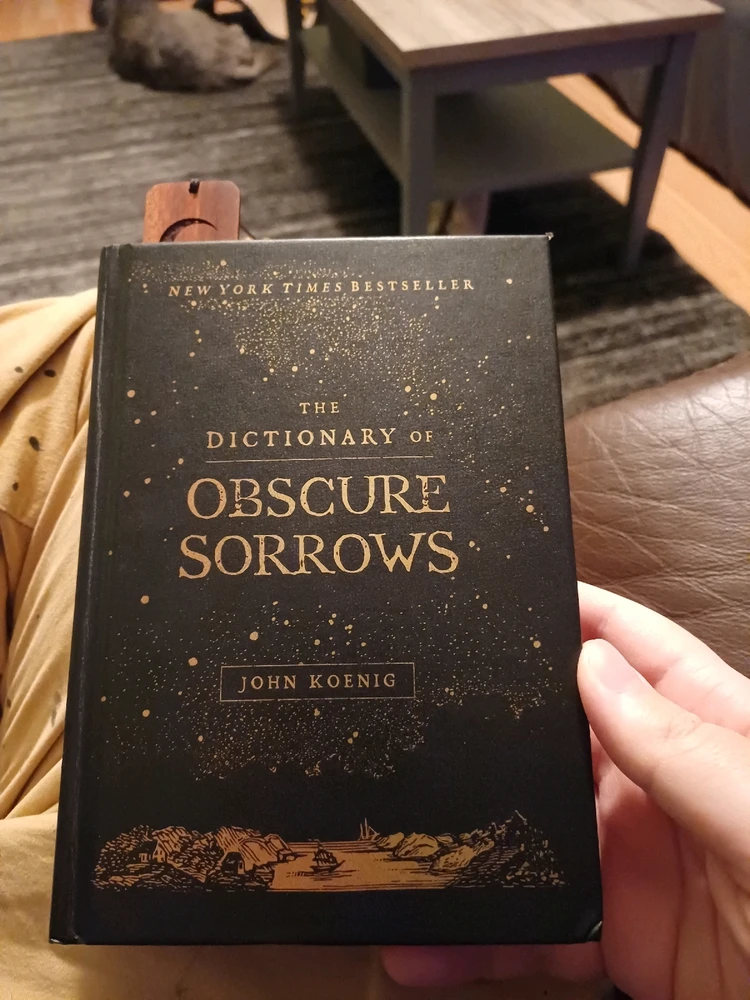 NEW YORK TIMES BESTSELLER
THE
DICTIONARY OF
OBSCURE
SORROWS
JOHN KOENIG